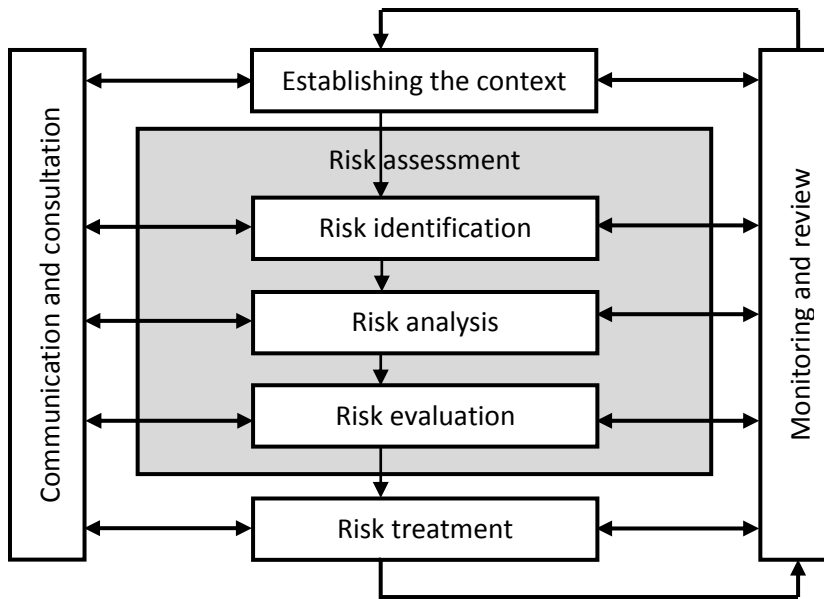 Establishing the context
Risk assessment
Risk identification
Risk analysis
Risk evaluation
Risk treatment
Communication and consultation
Monitoring and review